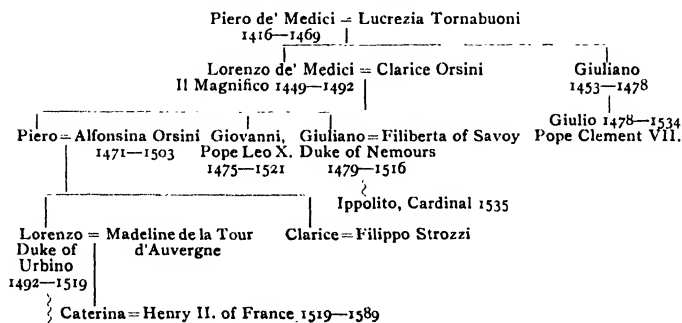 Piero de' Medici = Lucrezia Tornabuoni
1416—1469
Lorenzo de' Medici = Clarice Orsini Giuliano
Il Magnifico 1449—1492 1453—1478
Giulio 1478—1534
Piero = Alfonsina Orsini Giovanni, Giuliano = Filiberta of Savoy Pope Clement VII.
1471—1503 Pope Leo X. Duke of Nemours
1475—1521 1479—1516
Ippolito, Cardinal 1535
Lorenzo = Madeline de la Tour Clarice = Filippo Strozzi
Duke of d'Auvergne
Urbino
1492—1519
Caterina = Henry II. of France 1519—1589